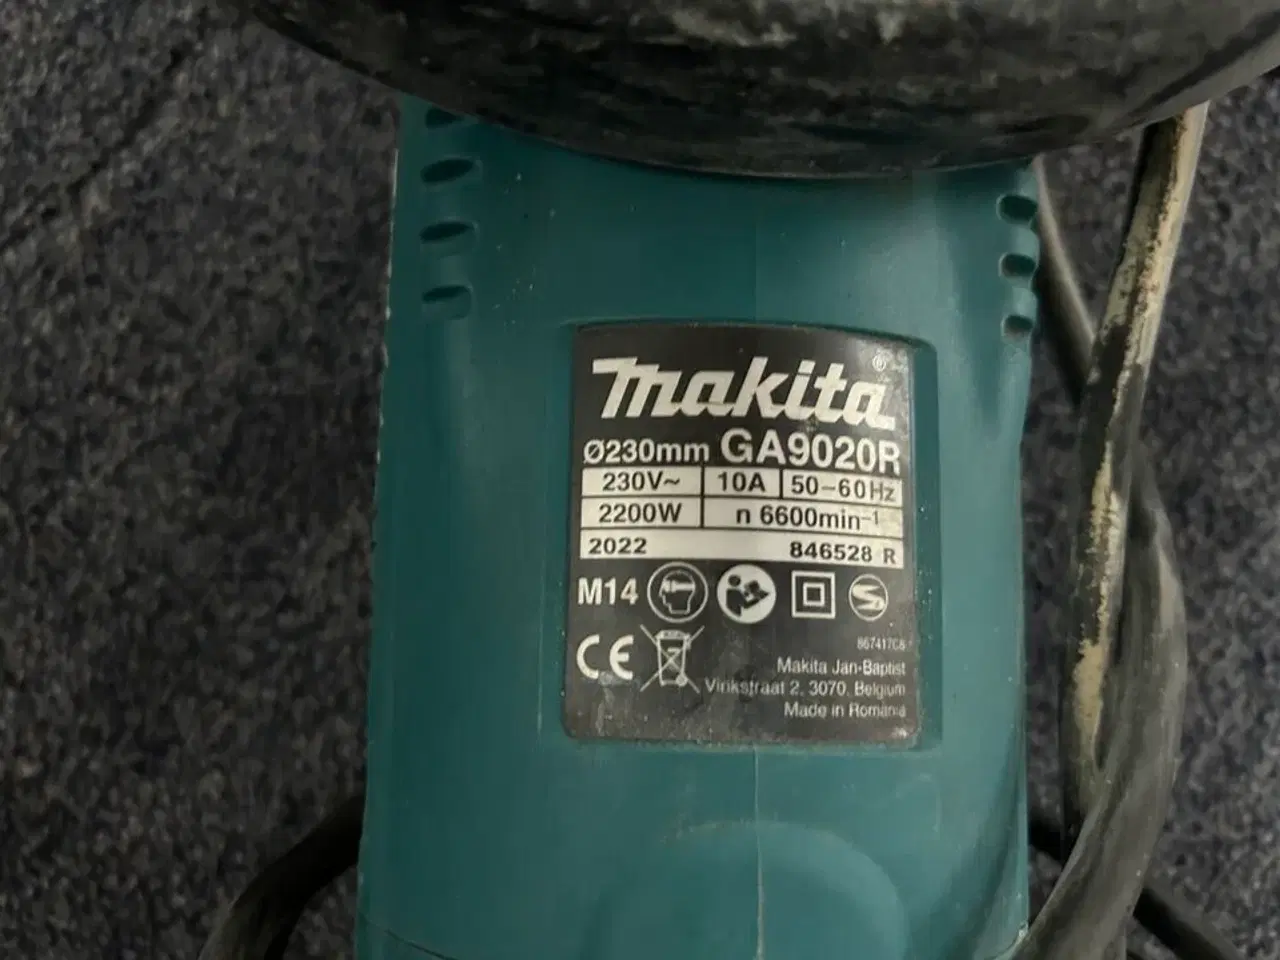 makita®
Ø230mm GA9020R
230V~ 10A 50-60Hz
2200W n 6600min-1
2022 846528 R
M14
CE
867417C8
Makita Jan-Baptist
Vinkstraat 2, 3070, Belgium
Made in Romania